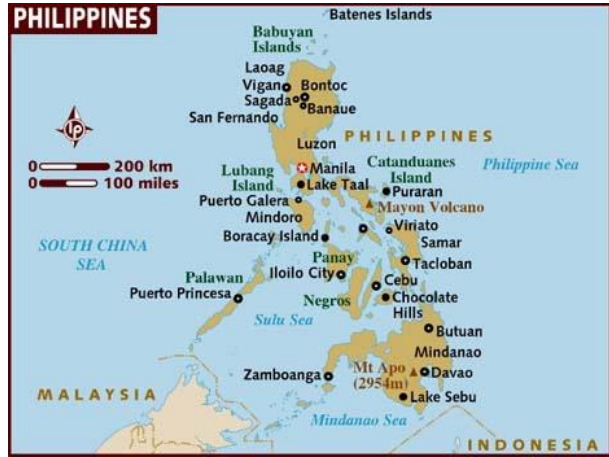 PHILIPPINES
Batenes Islands
Babuyan
Islands
Laoag
Vigan
Bontoc
Sagada
Banaue
San Fernando
Luzon
PHILIPPINES
lp
0 200 km
0 100 miles
Manila
Lubang
Island
Lake Taal
Catanduanes
Island
Philippine Sea
Puraran
Puerto Galera
Mayon Volcano
Mindoro
Viriato
Boracay Island
Samar
SOUTH CHINA
SEA
Panay
Tacloban
Palawan
Iloilo City
Cebu
Puerto Princesa
Negros
Chocolate
Hills
Sulu Sea
Butuan
Mindanao
Zamboanga
Mt Apo
(2954m)
Davao
MALAYSIA
Lake Sebu
Mindanao Sea
INDONESIA